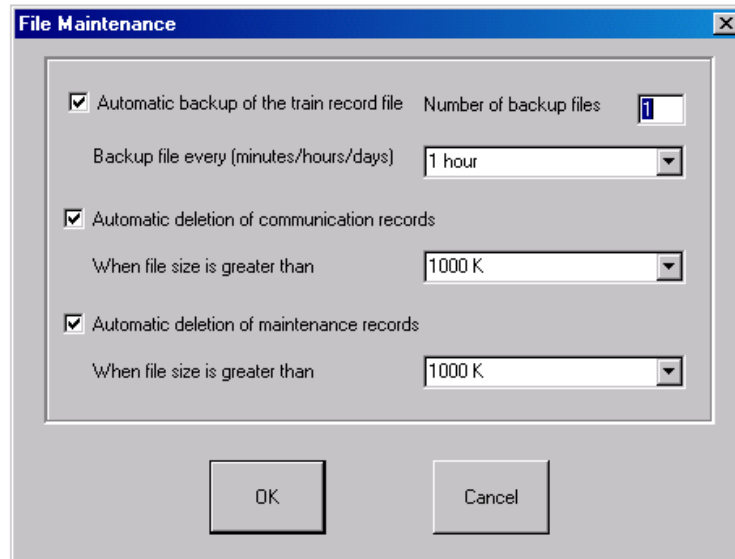 File Maintenance
Automatic backup of the train record file Number of backup files 1
Backup file every (minutes/hours/days) 1 hour
Automatic deletion of communication records
When file size is greater than 1000 K
Automatic deletion of maintenance records
When file size is greater than 1000 K
OK Cancel